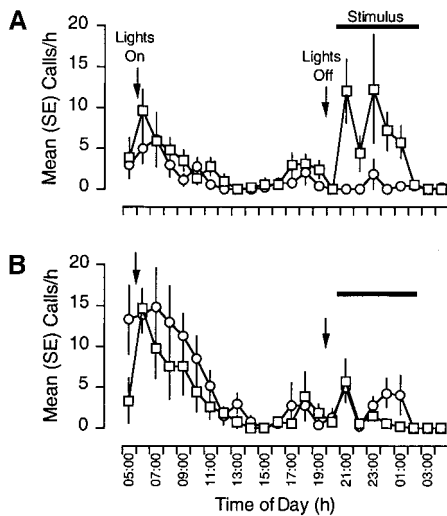 A
Stimulus
Lights On
Lights Off
Mean (SE) Calls/h
20
15
10
5
0
B
Mean (SE) Calls/h
20
15
10
5
0
05:00
07:00
09:00
11:00
13:00
15:00
17:00
19:00
21:00
23:00
01:00
03:00
Time of Day (h)